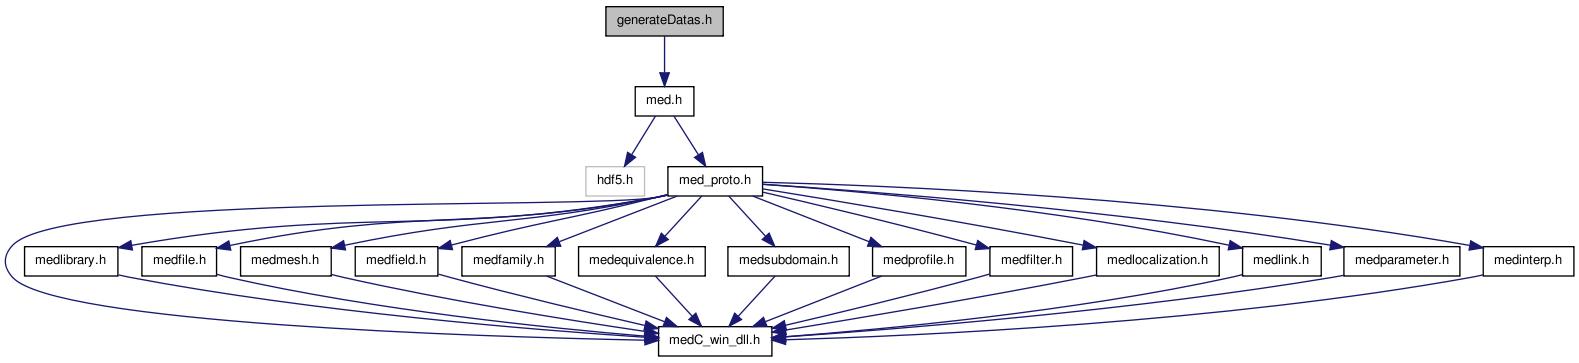 generateDatas.h
med.h
hdf5.h
med_proto.h
medlibrary.h
medfile.h
medmesh.h
medfield.h
medfamily.h
medequivalence.h
medsubdomain.h
medprofile.h
medfilter.h
medlocalization.h
medlink.h
medparameter.h
medinterp.h
medC_win_dll.h